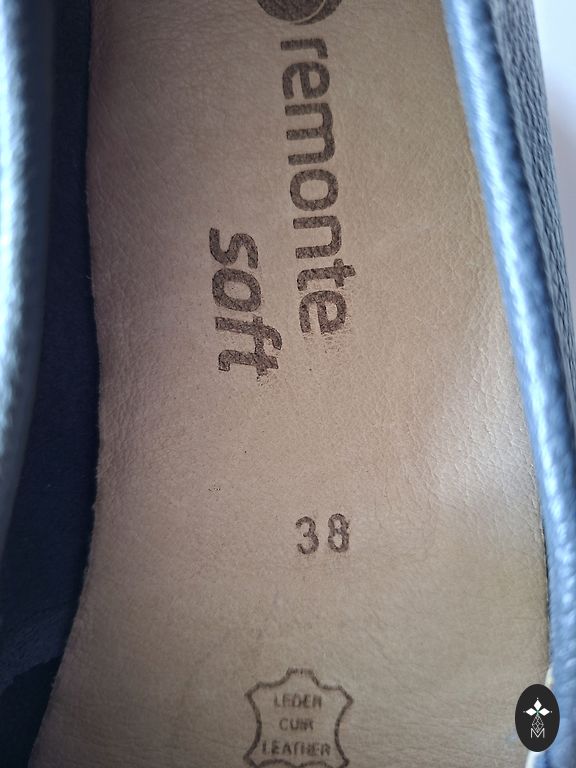 remonte
soft
38
LEDER
CUIR
LEATHER
M